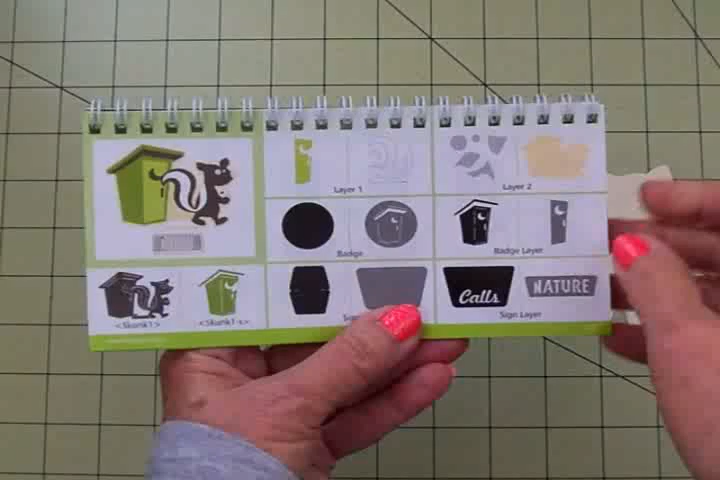 Layer 1
Layer 2
Badge
Badge Layer
Calls
NATURE
<Skunk1>
<Skunk1-s>
Sign Layer